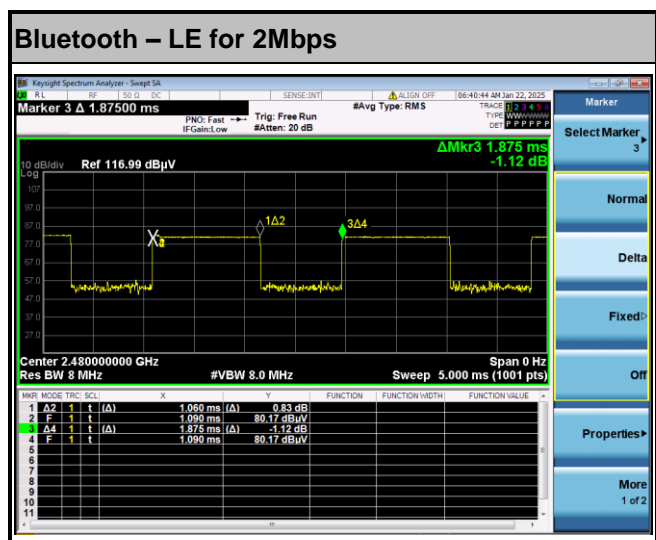 Bluetooth – LE for 2Mbps
Keysight Spectrum Analyzer - Swept SA
RL RF 50 Ω DC SENSE:INT ALIGN OFF 06:40:44 AM Jan 22, 2025
Marker 3 Δ 1.87500 ms
PNO: Fast Trig: Free Run #Avg Type: RMS TRACE 1 2 3 4 5 6
IFGain:Low #Atten: 20 dB TYPE WWWWWW
DET P P P P P P
ΔMkr3 1.875 ms
-1.12 dB
10 dB/div Ref 116.99 dBµV
Log
107
97.0
87.0
77.0
67.0
57.0
47.0
37.0
27.0
1Δ2
3Δ4
Center 2.480000000 GHz Span 0 Hz
Res BW 8 MHz #VBW 8.0 MHz Sweep 5.000 ms (1001 pts)
MKR MODE TRC SCL X Y FUNCTION FUNCTION WIDTH FUNCTION VALUE
1 Δ2 1 t (Δ) 1.060 ms (Δ) 0.83 dB
2 F 1 t 1.090 ms 80.17 dBµV
3 Δ4 1 t (Δ) 1.875 ms (Δ) -1.12 dB
4 F 1 t 1.090 ms 80.17 dBµV
5
6
7
8
9
10
11
Marker
Select Marker
3
Normal
Delta
Fixed
Off
Properties
More
1 of 2